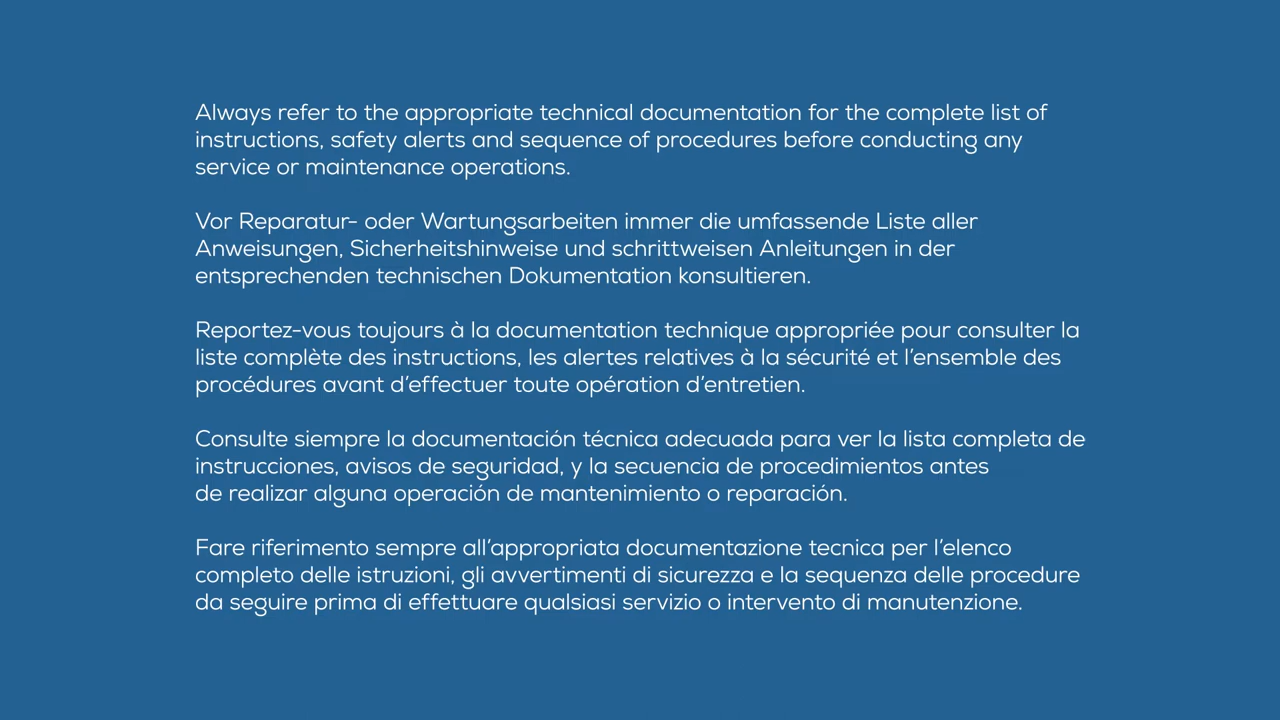 Always refer to the appropriate technical documentation for the complete list of
instructions, safety alerts and sequence of procedures before conducting any
service or maintenance operations.
Vor Reparatur- oder Wartungsarbeiten immer die umfassende Liste aller
Anweisungen, Sicherheitshinweise und schrittweisen Anleitungen in der
entsprechenden technischen Dokumentation konsultieren.
Reportez-vous toujours à la documentation technique appropriée pour consulter la
liste complète des instructions, les alertes relatives à la sécurité et l’ensemble des
procédures avant d’effectuer toute opération d’entretien.
Consulte siempre la documentación técnica adecuada para ver la lista completa de
instrucciones, avisos de seguridad, y la secuencia de procedimientos antes
de realizar alguna operación de mantenimiento o reparación.
Fare riferimento sempre all’appropriata documentazione tecnica per l’elenco
completo delle istruzioni, gli avvertimenti di sicurezza e la sequenza delle procedure
da seguire prima di effettuare qualsiasi servizio o intervento di manutenzione.